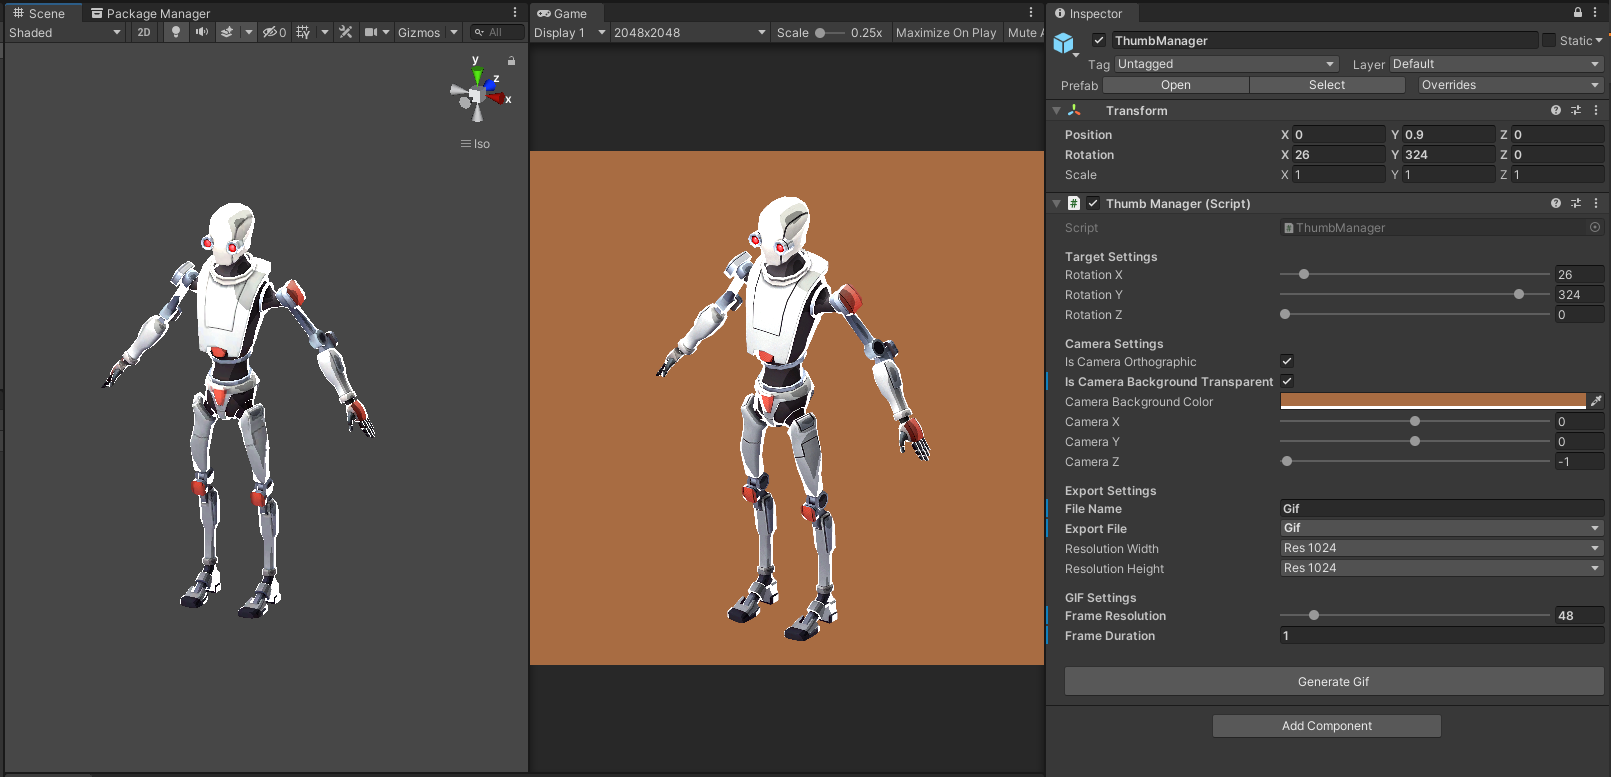 Scene
Package Manager
Shaded
2D
0
Gizmos
All
y
z
x
Iso
Game
Display 1
2048x2048
Scale
0.25x
Maximize On Play
Mute A
Inspector
ThumbManager
Static
Tag
Untagged
Layer
Default
Prefab
Open
Select
Overrides
Transform
Position X 0 Y 0.9 Z 0
Rotation X 26 Y 324 Z 0
Scale X 1 Y 1 Z 1
#
Thumb Manager (Script)
Script ThumbManager
Target Settings
Rotation X 26
Rotation Y 324
Rotation Z 0
Camera Settings
Is Camera Orthographic
Is Camera Background Transparent
Camera Background Color
Camera X 0
Camera Y 0
Camera Z -1
Export Settings
File Name Gif
Export File Gif
Resolution Width Res 1024
Resolution Height Res 1024
GIF Settings
Frame Resolution 48
Frame Duration 1
Generate Gif
Add Component